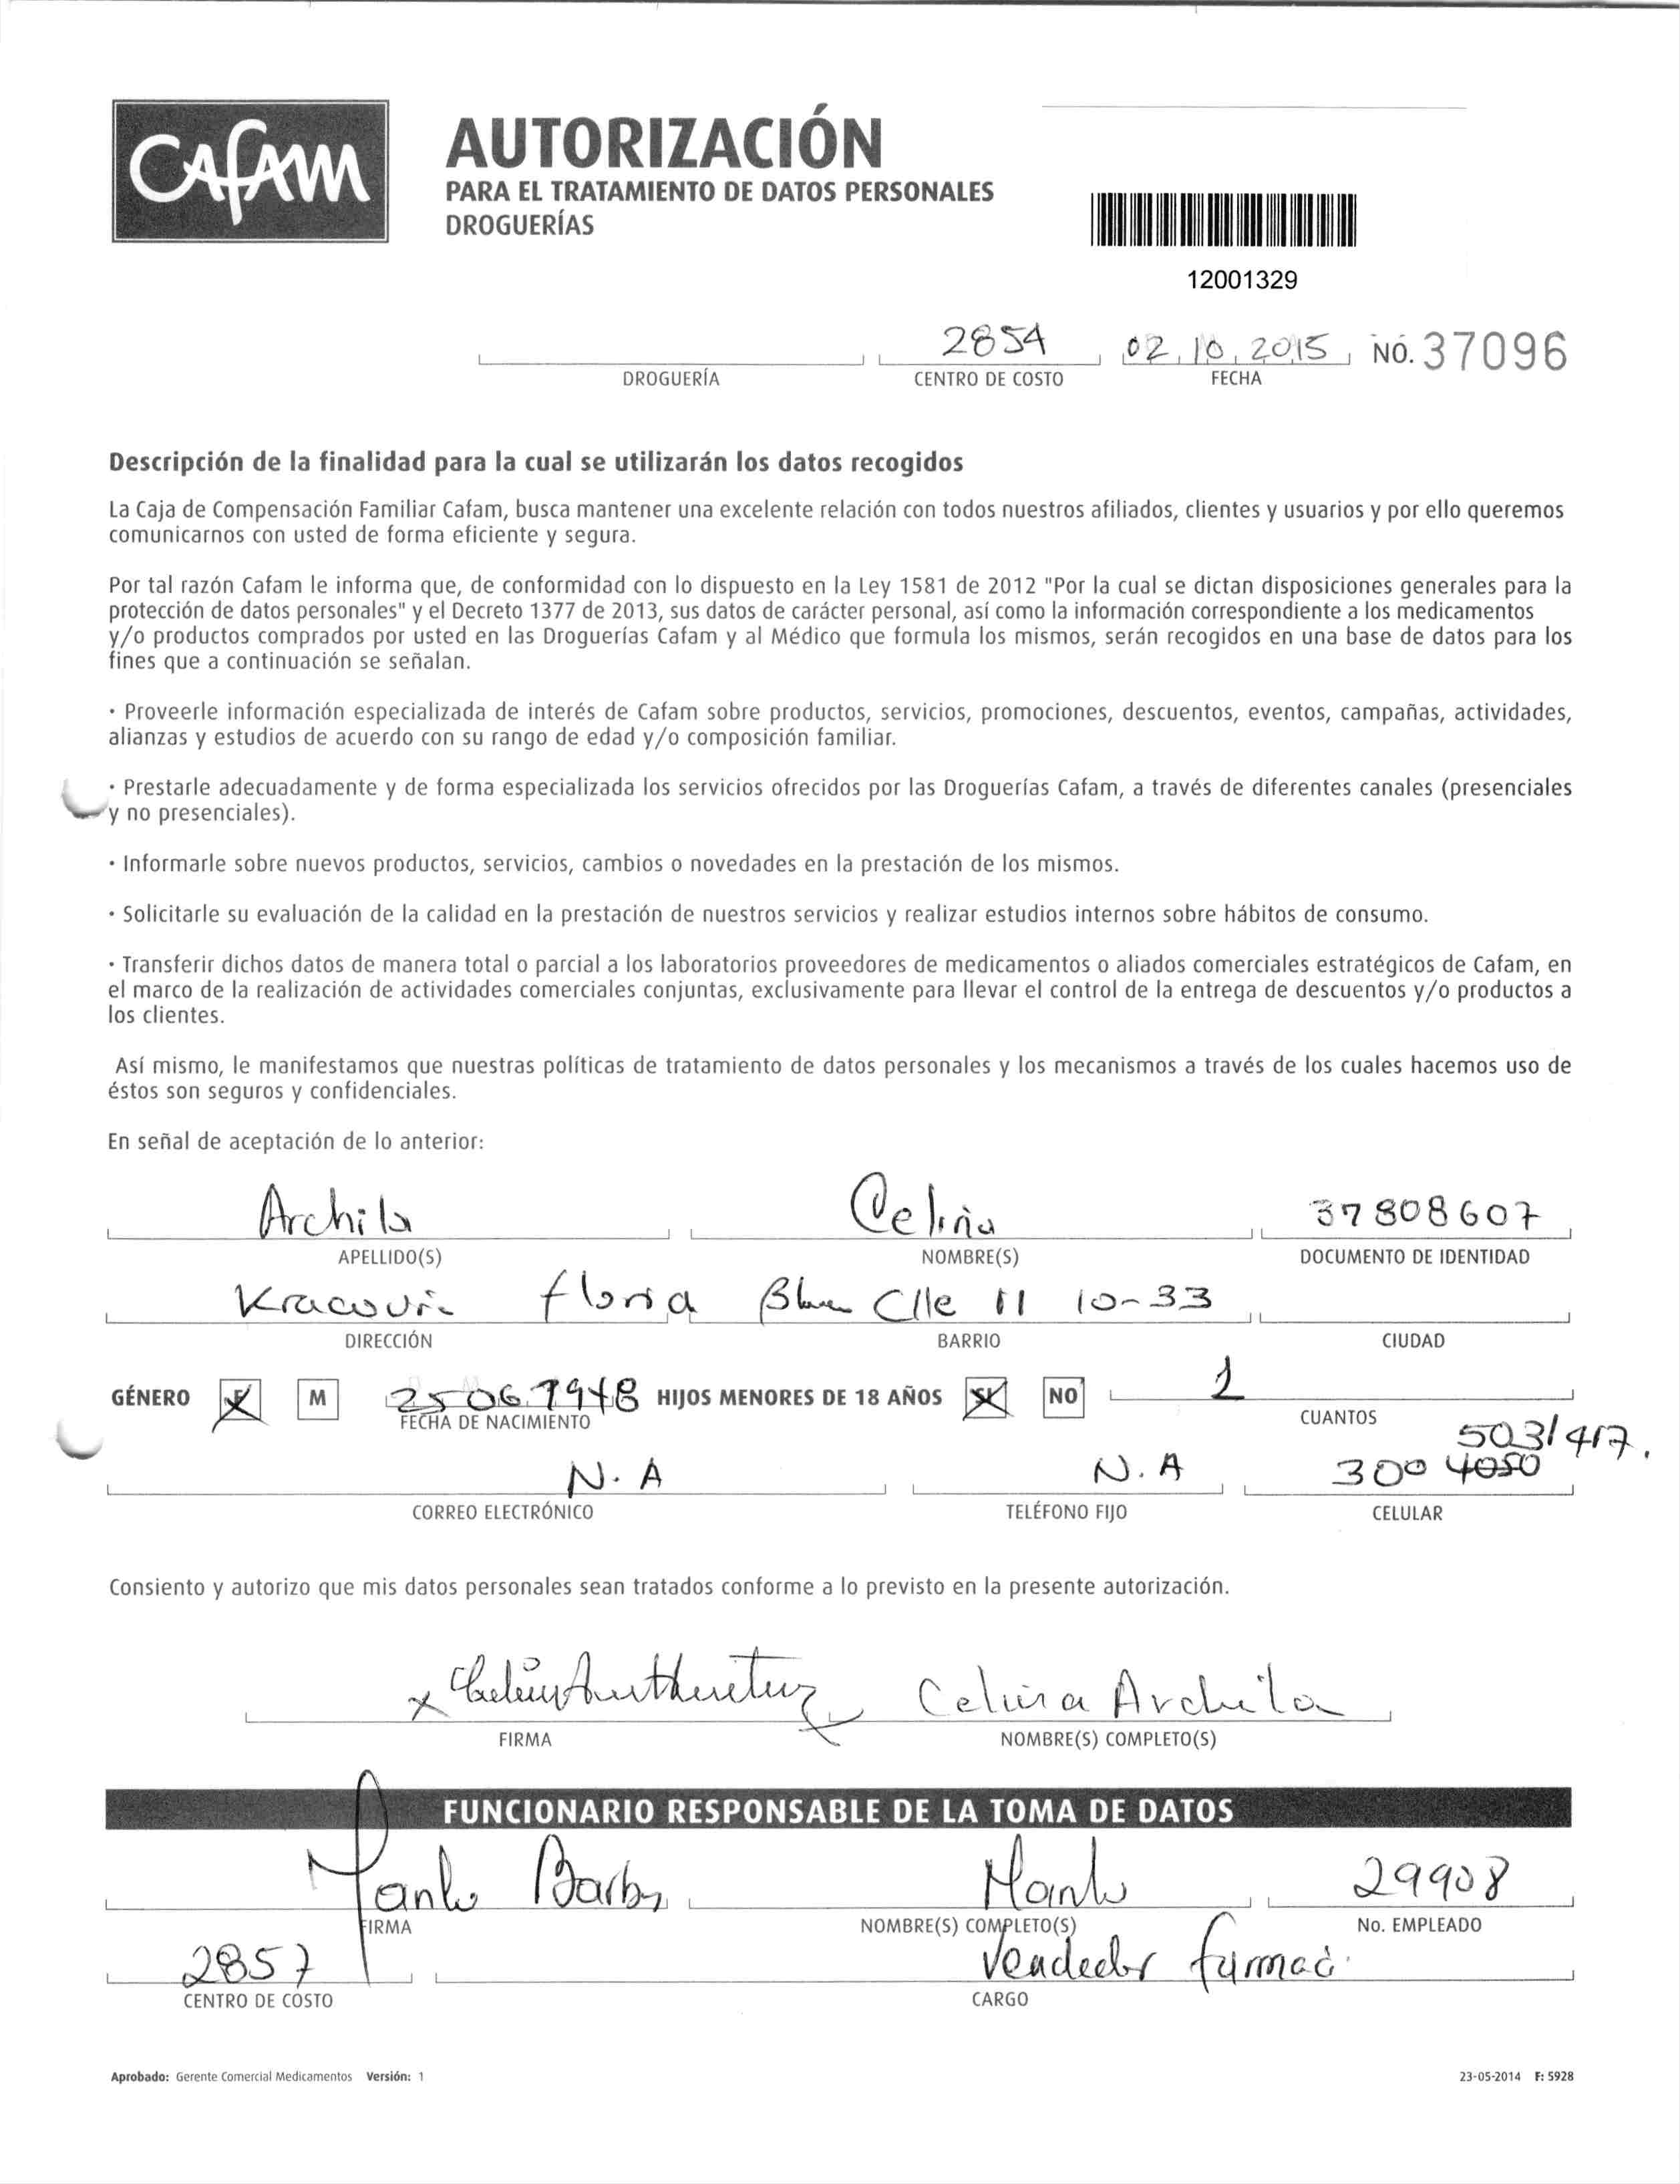 CAFAM
AUTORIZACIÓN
PARA EL TRATAMIENTO DE DATOS PERSONALES
DROGUERÍAS
12001329
2854 02.10.2015 NO. 37096
DROGUERÍA CENTRO DE COSTO FECHA
Descripción de la finalidad para la cual se utilizarán los datos recogidos
La Caja de Compensación Familiar Cafam, busca mantener una excelente relación con todos nuestros afiliados, clientes y usuarios y por ello queremos
comunicarnos con usted de forma eficiente y segura.
Por tal razón Cafam le informa que, de conformidad con lo dispuesto en la Ley 1581 de 2012 "Por la cual se dictan disposiciones generales para la
protección de datos personales" y el Decreto 1377 de 2013, sus datos de carácter personal, así como la información correspondiente a los medicamentos
y/o productos comprados por usted en las Droguerías Cafam y al Médico que formula los mismos, serán recogidos en una base de datos para los
fines que a continuación se señalan.
· Proveerle información especializada de interés de Cafam sobre productos, servicios, promociones, descuentos, eventos, campañas, actividades,
alianzas y estudios de acuerdo con su rango de edad y/o composición familiar.
· Prestarle adecuadamente y de forma especializada los servicios ofrecidos por las Droguerías Cafam, a través de diferentes canales (presenciales
y no presenciales).
· Informarle sobre nuevos productos, servicios, cambios o novedades en la prestación de los mismos.
· Solicitarle su evaluación de la calidad en la prestación de nuestros servicios y realizar estudios internos sobre hábitos de consumo.
· Transferir dichos datos de manera total o parcial a los laboratorios proveedores de medicamentos o aliados comerciales estratégicos de Cafam, en
el marco de la realización de actividades comerciales conjuntas, exclusivamente para llevar el control de la entrega de descuentos y/o productos a
los clientes.
Así mismo, le manifestamos que nuestras políticas de tratamiento de datos personales y los mecanismos a través de los cuales hacemos uso de
éstos son seguros y confidenciales.
En señal de aceptación de lo anterior:
Archila Celina 37808607
APELLIDO(S) NOMBRE(S) DOCUMENTO DE IDENTIDAD
floria Clle 11 10-33
DIRECCIÓN BARRIO CIUDAD
GÉNERO M 25 06 1948 HIJOS MENORES DE 18 AÑOS SI NO 1
FECHA DE NACIMIENTO CUANTOS
5031417.
N.A N.A 300 4050
CORREO ELECTRÓNICO TELÉFONO FIJO CELULAR
Consiento y autorizo que mis datos personales sean tratados conforme a lo previsto en la presente autorización.
x Celina Archila
FIRMA NOMBRE(S) COMPLETO(S)
FUNCIONARIO RESPONSABLE DE LA TOMA DE DATOS
29908
FIRMA NOMBRE(S) COMPLETO(S) No. EMPLEADO
2857 Vendedor
CENTRO DE COSTO CARGO
Aprobado: Gerente Comercial Medicamentos Versión: 1 23-05-2014 F: 5928